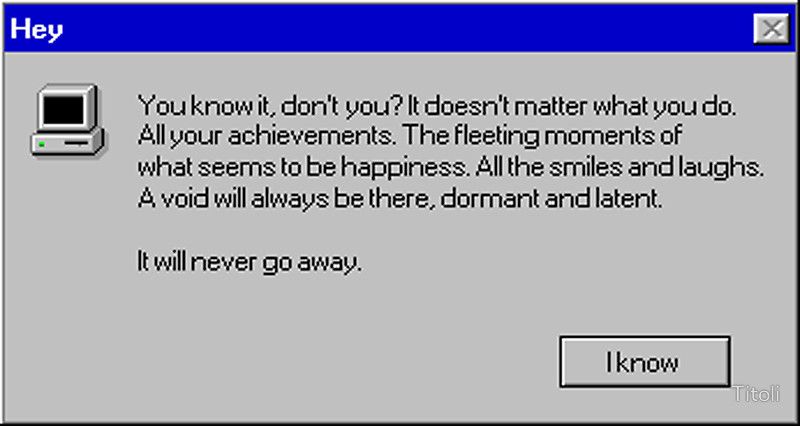 Hey
You know it, don't you? It doesn't matter what you do.
All your achievements. The fleeting moments of
what seems to be happiness. All the smiles and laughs.
A void will always be there, dormant and latent.
It will never go away.
I know
Titoli